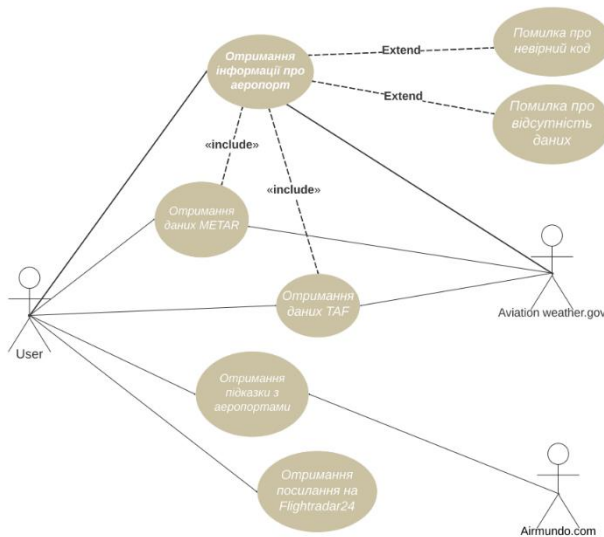 Отримання
інформації про
аеропорт
Extend
Помилка про
невірний код
Extend
Помилка про
відсутність
даних
«include»
«include»
Отримання
даних METAR
Отримання
даних TAF
User
Aviation weather.gov
Отримання
підказки з
аеропортами
Отримання
посилання на
Flightradar24
Airmundo.com